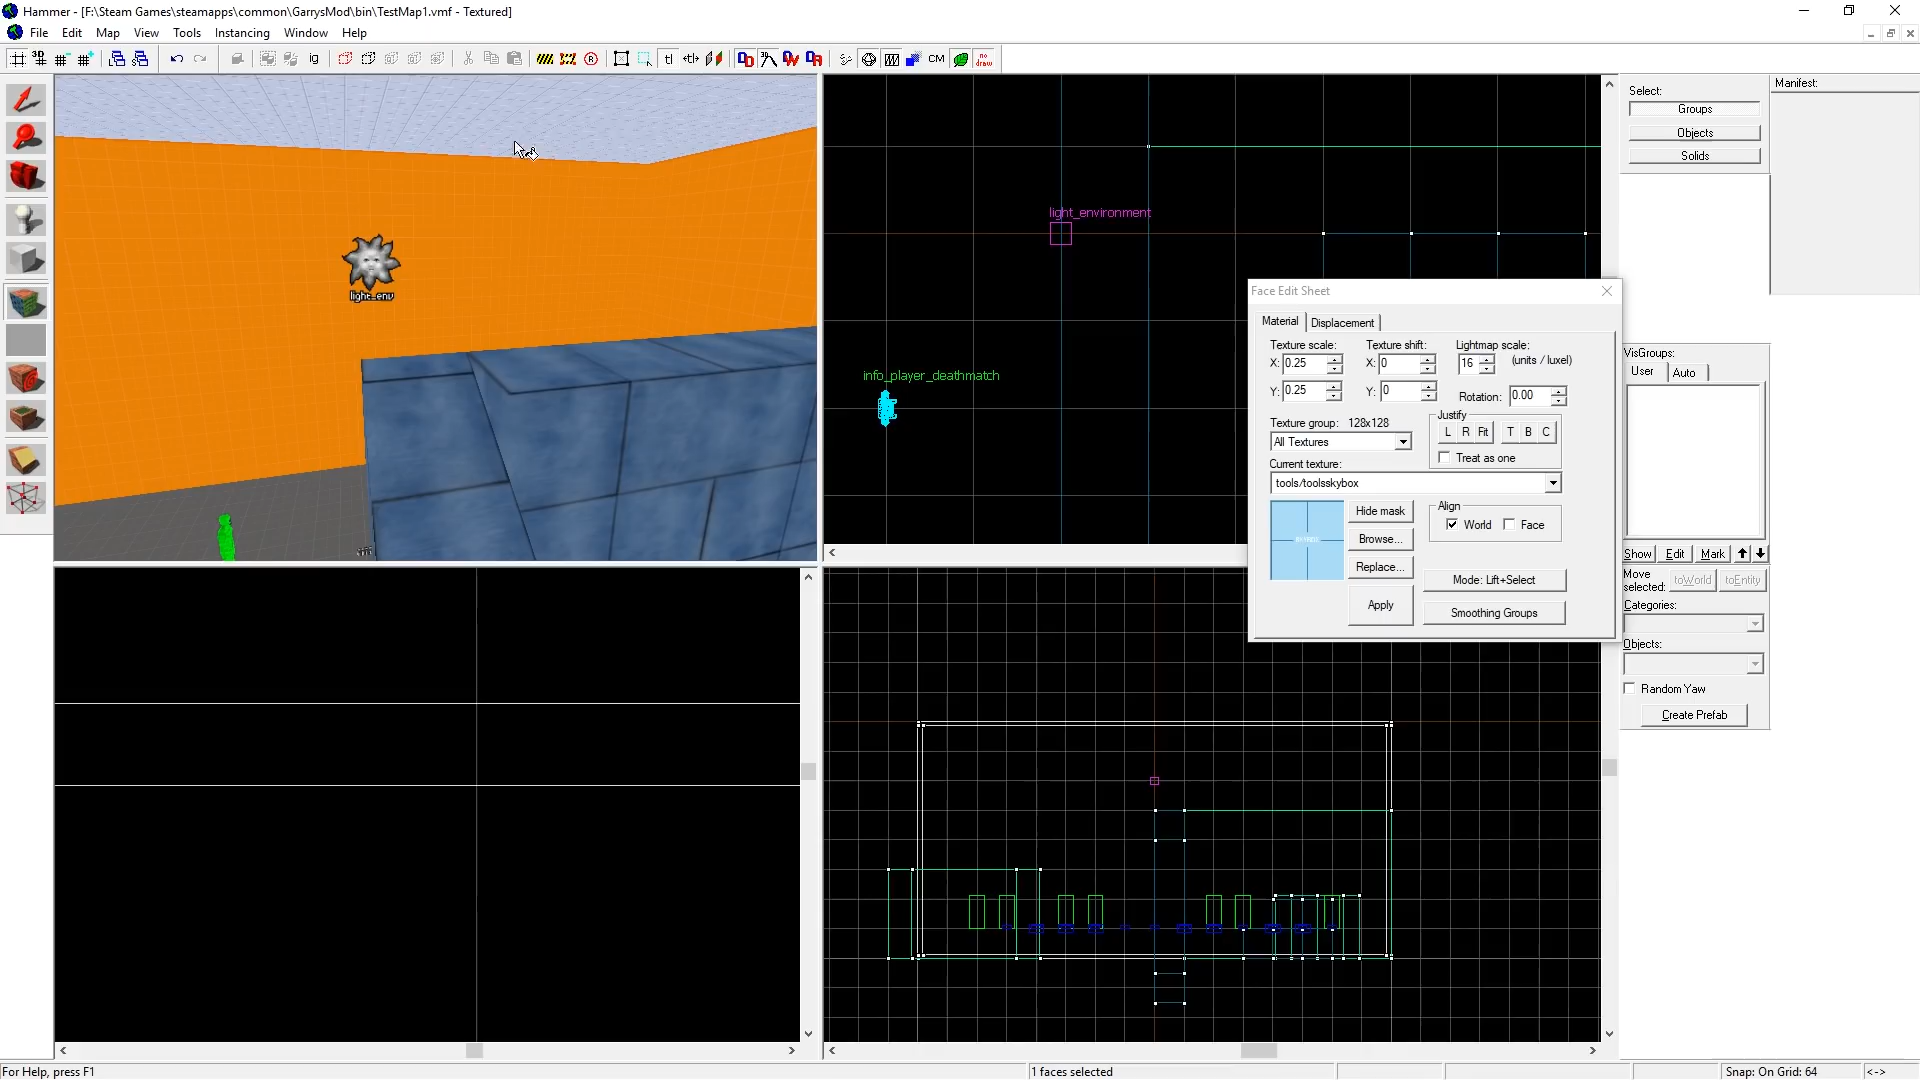 Hammer - [F:\Steam Games\steamapps\common\GarrysMod\bin\TestMap1.vmf - Textured]
File Edit Map View Tools Instancing Window Help
3D
ig
tl
CM
no draw
light_env
light_environment
info_player_deathmatch
Face Edit Sheet
Material Displacement
Texture scale: Texture shift: Lightmap scale:
X: 0.25 X: 0 16 (units / luxel)
Y: 0.25 Y: 0 Rotation: 0.00
Texture group: 128x128 Justify
All Textures L R Fit T B C
Current texture: Treat as one
tools/toolsskybox
Hide mask Align
World Face
Browse...
Replace... Mode: Lift+Select
Apply Smoothing Groups
Select:
Groups
Objects
Solids
Manifest:
VisGroups:
User Auto
Show Edit Mark
Move selected: toWorld toEntity
Categories:
Objects:
Random Yaw
Create Prefab
For Help, press F1 1 faces selected Snap: On Grid: 64 <->